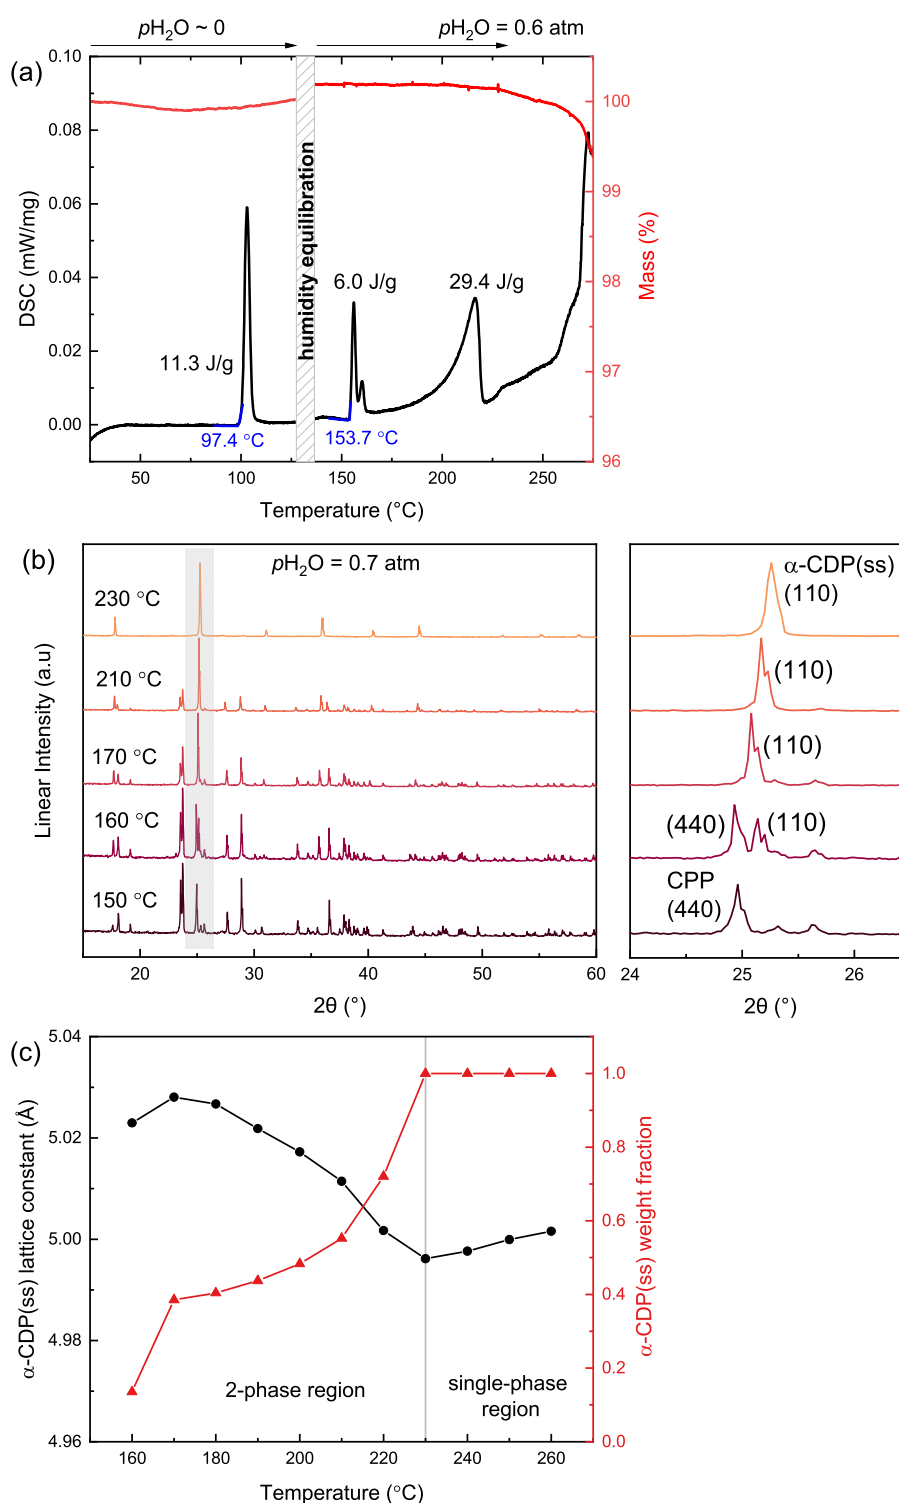 pH₂O ~ 0
pH₂O = 0.6 atm
(a)
0.10
0.08
0.06
0.04
0.02
0.00
DSC (mW/mg)
11.3 J/g
97.4 °C
humidity equilibration
6.0 J/g
29.4 J/g
153.7 °C
100
99
98
97
96
Mass (%)
50
100
150
200
250
Temperature (°C)
(b)
pH₂O = 0.7 atm
230 °C
210 °C
170 °C
160 °C
150 °C
Linear Intensity (a.u)
20
30
40
50
60
2θ (°)
α-CDP(ss)
(110)
(110)
(110)
(440)
(110)
CPP
(440)
24
25
26
2θ (°)
(c)
5.04
5.02
5.00
4.98
4.96
α-CDP(ss) lattice constant (Å)
2-phase region
single-phase
region
1.0
0.8
0.6
0.4
0.2
0.0
α-CDP(ss) weight fraction
160
180
200
220
240
260
Temperature (°C)